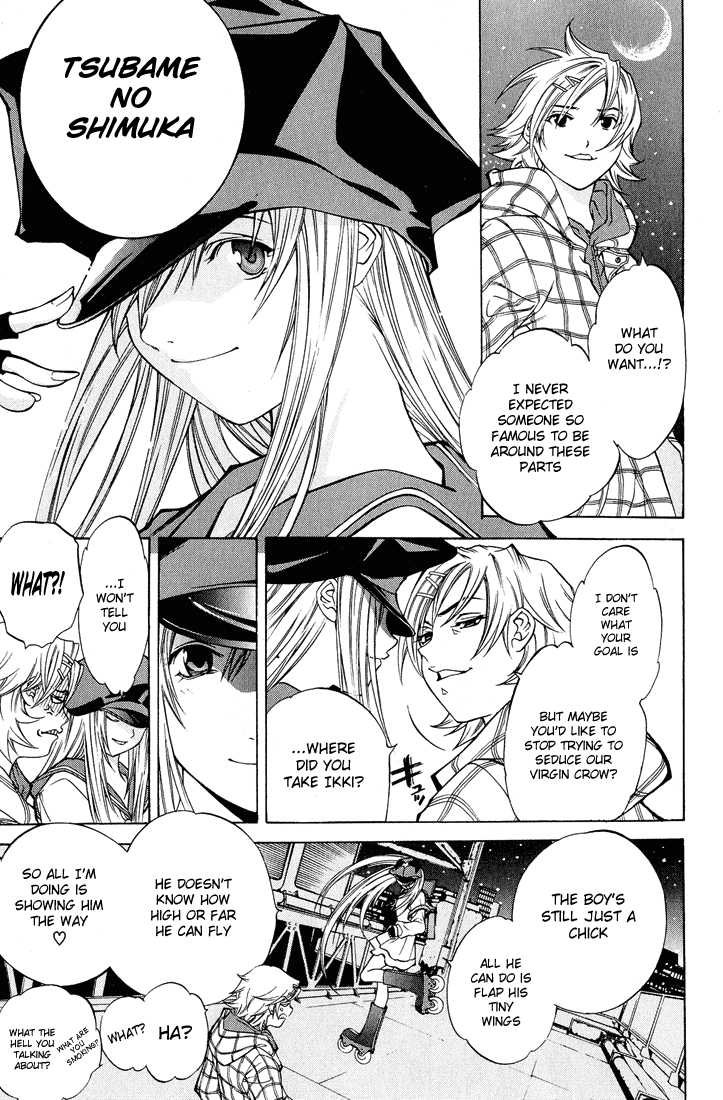 WHAT
DO YOU
WANT...!?
I NEVER
EXPECTED
SOMEONE SO
FAMOUS TO BE
AROUND THESE
PARTS
TSUBAME
NO
SHIMUKA
I DON'T
CARE
WHAT
YOUR
GOAL IS
BUT MAYBE
YOU'D LIKE TO
STOP TRYING TO
SEDUCE OUR
VIRGIN CROW?
...WHERE
DID YOU
TAKE IKKI?
...I
WON'T
TELL
YOU
WHAT?!
THE BOY'S
STILL JUST A
CHICK
ALL HE
CAN DO IS
FLAP HIS
TINY
WINGS
HE DOESN'T
KNOW HOW
HIGH OR FAR
HE CAN FLY
SO ALL I'M
DOING IS
SHOWING HIM
THE WAY
♡
HA?
WHAT?
WHAT ARE
YOU
SMOKING?
WHAT THE
HELL YOU
TALKING
ABOUT?